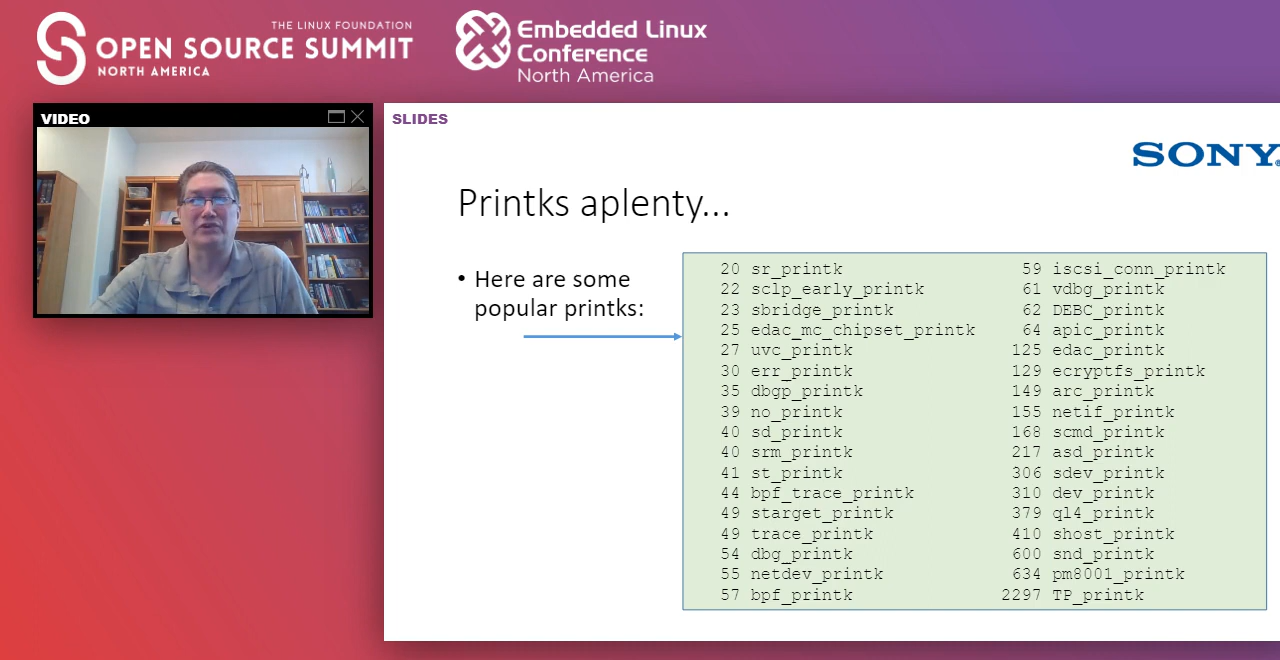 THE LINUX FOUNDATION
OPEN SOURCE SUMMIT
NORTH AMERICA
Embedded Linux
Conference
North America
VIDEO
SLIDES
SONY
Printks aplenty...
• Here are some
popular printks:
20 sr_printk
22 sclp_early_printk
23 sbridge_printk
25 edac_mc_chipset_printk
27 uvc_printk
30 err_printk
35 dbgp_printk
39 no_printk
40 sd_printk
40 srm_printk
41 st_printk
44 bpf_trace_printk
49 starget_printk
49 trace_printk
54 dbg_printk
55 netdev_printk
57 bpf_printk
59 iscsi_conn_printk
61 vdbg_printk
62 DEBC_printk
64 apic_printk
125 edac_printk
129 ecryptfs_printk
149 arc_printk
155 netif_printk
168 scmd_printk
217 asd_printk
306 sdev_printk
310 dev_printk
379 ql4_printk
410 shost_printk
600 snd_printk
634 pm8001_printk
2297 TP_printk